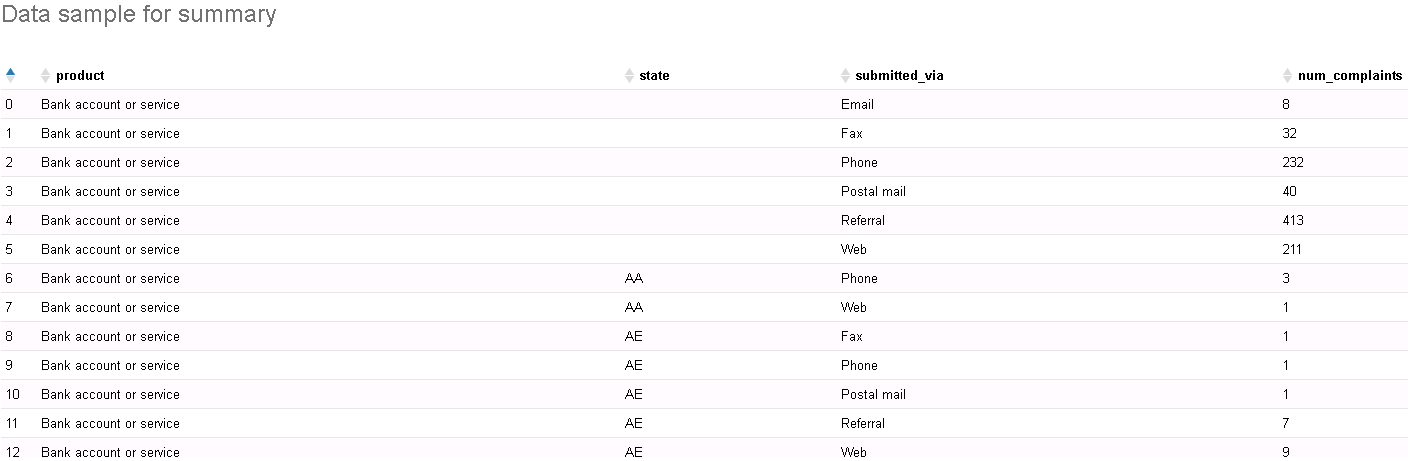 Data sample for summary
product state submitted_via num_complaints
0 Bank account or service Email 8
1 Bank account or service Fax 32
2 Bank account or service Phone 232
3 Bank account or service Postal mail 40
4 Bank account or service Referral 413
5 Bank account or service Web 211
6 Bank account or service AA Phone 3
7 Bank account or service AA Web 1
8 Bank account or service AE Fax 1
9 Bank account or service AE Phone 1
10 Bank account or service AE Postal mail 1
11 Bank account or service AE Referral 7
12 Bank account or service AE Web 9